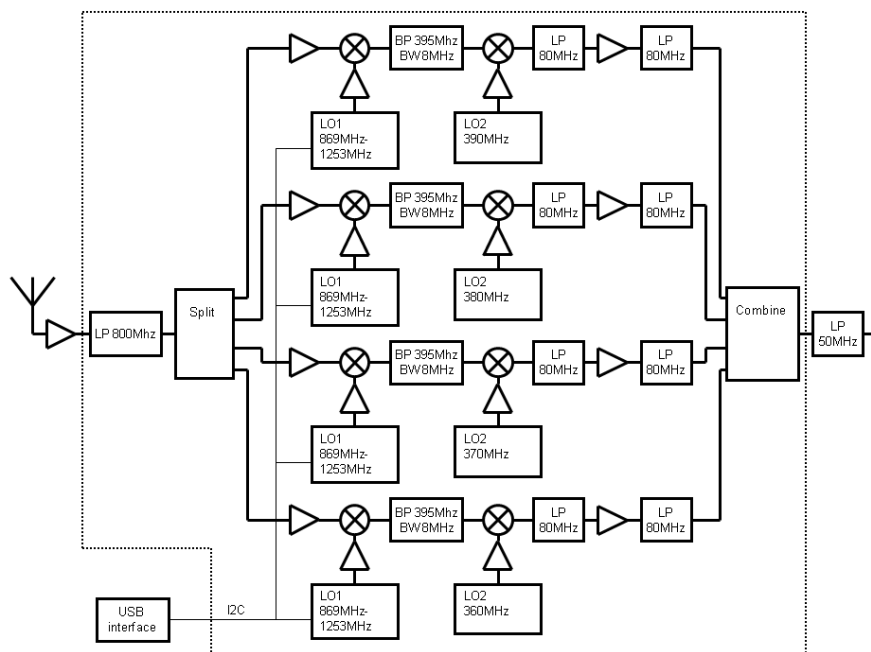 BP 395Mhz
BW8MHz
LP
80MHz
LP
80MHz
LO1
869MHz-
1253MHz
LO2
390MHz
BP 395Mhz
BW8MHz
LP
80MHz
LP
80MHz
LO1
869MHz-
1253MHz
LO2
380MHz
LP 800Mhz
Split
Combine
LP
50MHz
BP 395Mhz
BW8MHz
LP
80MHz
LP
80MHz
LO1
869MHz-
1253MHz
LO2
370MHz
BP 395Mhz
BW8MHz
LP
80MHz
LP
80MHz
LO1
869MHz-
1253MHz
LO2
360MHz
USB
interface
I2C